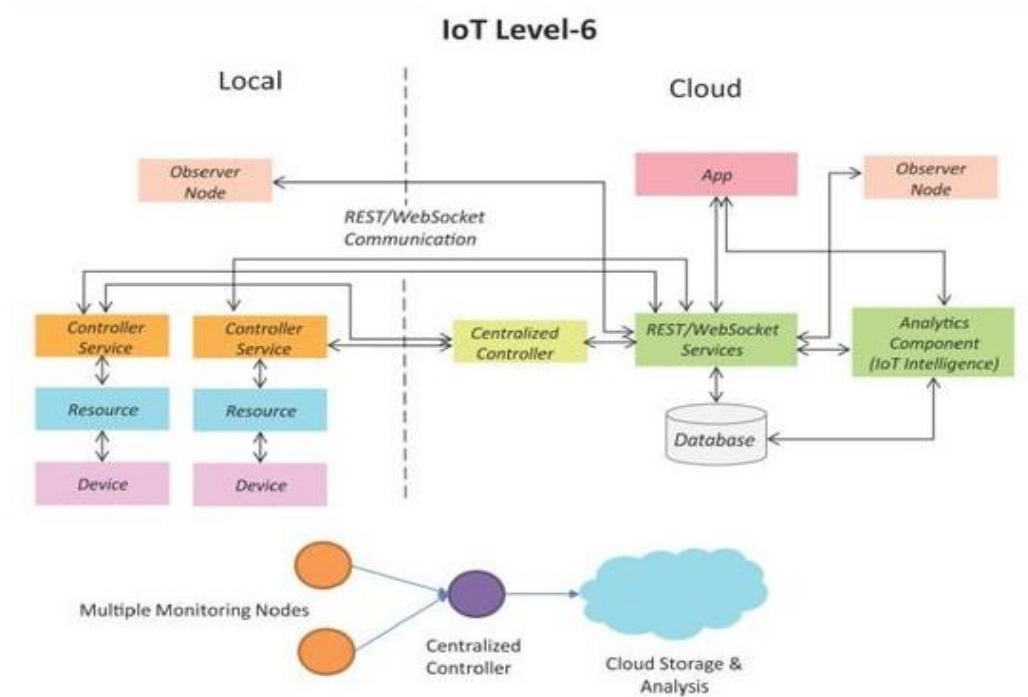 IoT Level-6
Local
Cloud
Observer
Node
App
Observer
Node
REST/WebSocket
Communication
Controller
Service
Controller
Service
Centralized
Controller
REST/WebSocket
Services
Analytics
Component
(IoT Intelligence)
Resource
Resource
Database
Device
Device
Multiple Monitoring Nodes
Centralized
Controller
Cloud Storage &
Analysis